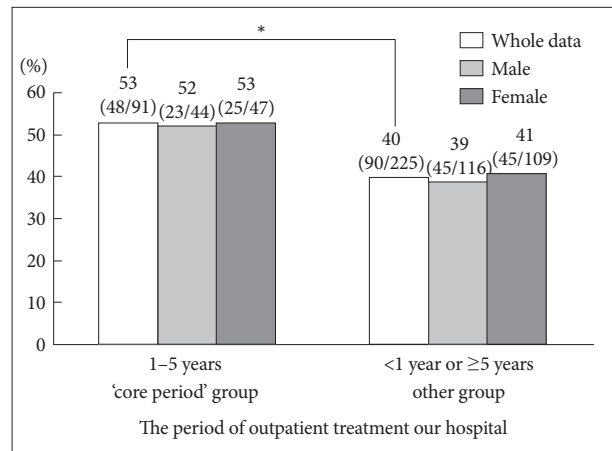 *
Whole data
Male
Female
(%)
60
50
40
30
20
10
0
53
(48/91)
52
(23/44)
53
(25/47)
40
(90/225)
39
(45/116)
41
(45/109)
1–5 years
'core period' group
<1 year or ≥5 years
other group
The period of outpatient treatment our hospital